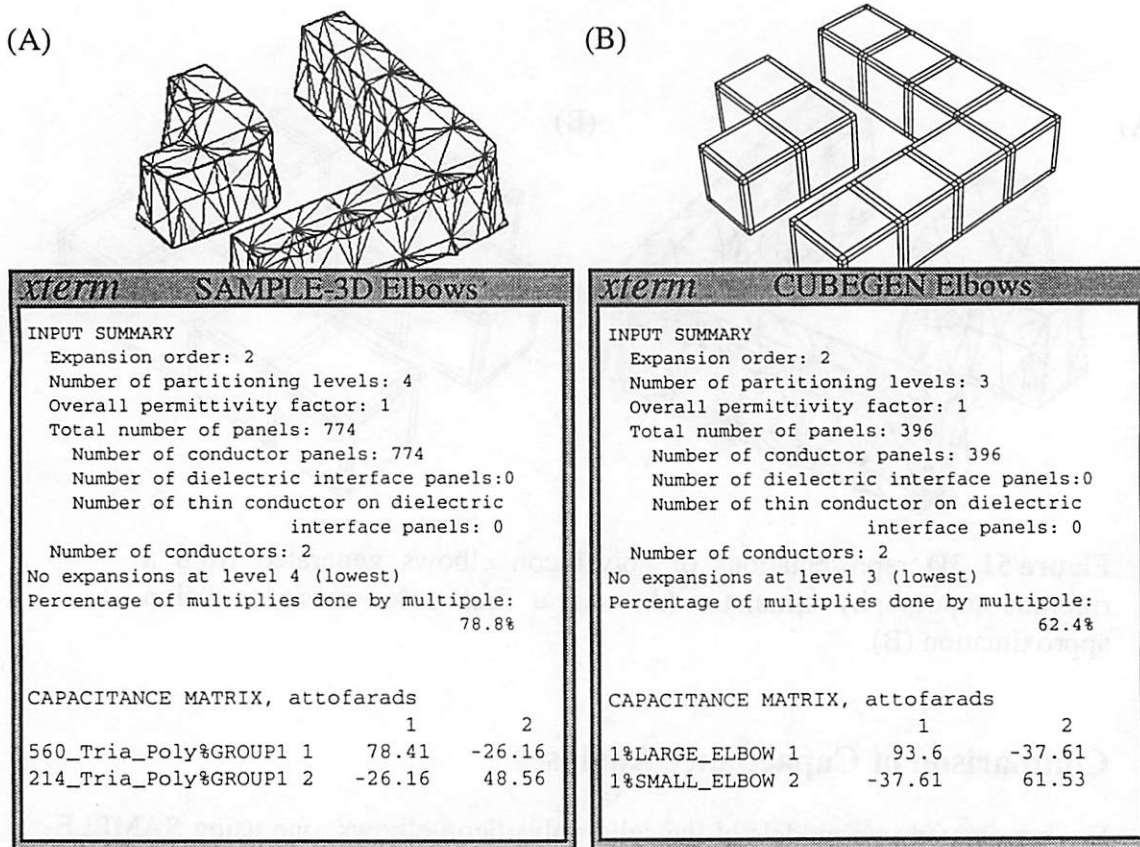 (A)
(B)
xterm SAMPLE-3D Elbows
INPUT SUMMARY
Expansion order: 2
Number of partitioning levels: 4
Overall permittivity factor: 1
Total number of panels: 774
Number of conductor panels: 774
Number of dielectric interface panels:0
Number of thin conductor on dielectric
interface panels: 0
Number of conductors: 2
No expansions at level 4 (lowest)
Percentage of multiplies done by multipole:
78.8%
CAPACITANCE MATRIX, attofarads
1 2
560_Tria_Poly%GROUP1 1 78.41 -26.16
214_Tria_Poly%GROUP1 2 -26.16 48.56
xterm CUBEGEN Elbows
INPUT SUMMARY
Expansion order: 2
Number of partitioning levels: 3
Overall permittivity factor: 1
Total number of panels: 396
Number of conductor panels: 396
Number of dielectric interface panels:0
Number of thin conductor on dielectric
interface panels: 0
Number of conductors: 2
No expansions at level 3 (lowest)
Percentage of multiplies done by multipole:
62.4%
CAPACITANCE MATRIX, attofarads
1 2
1%LARGE_ELBOW 1 93.6 -37.61
1%SMALL_ELBOW 2 -37.61 61.53